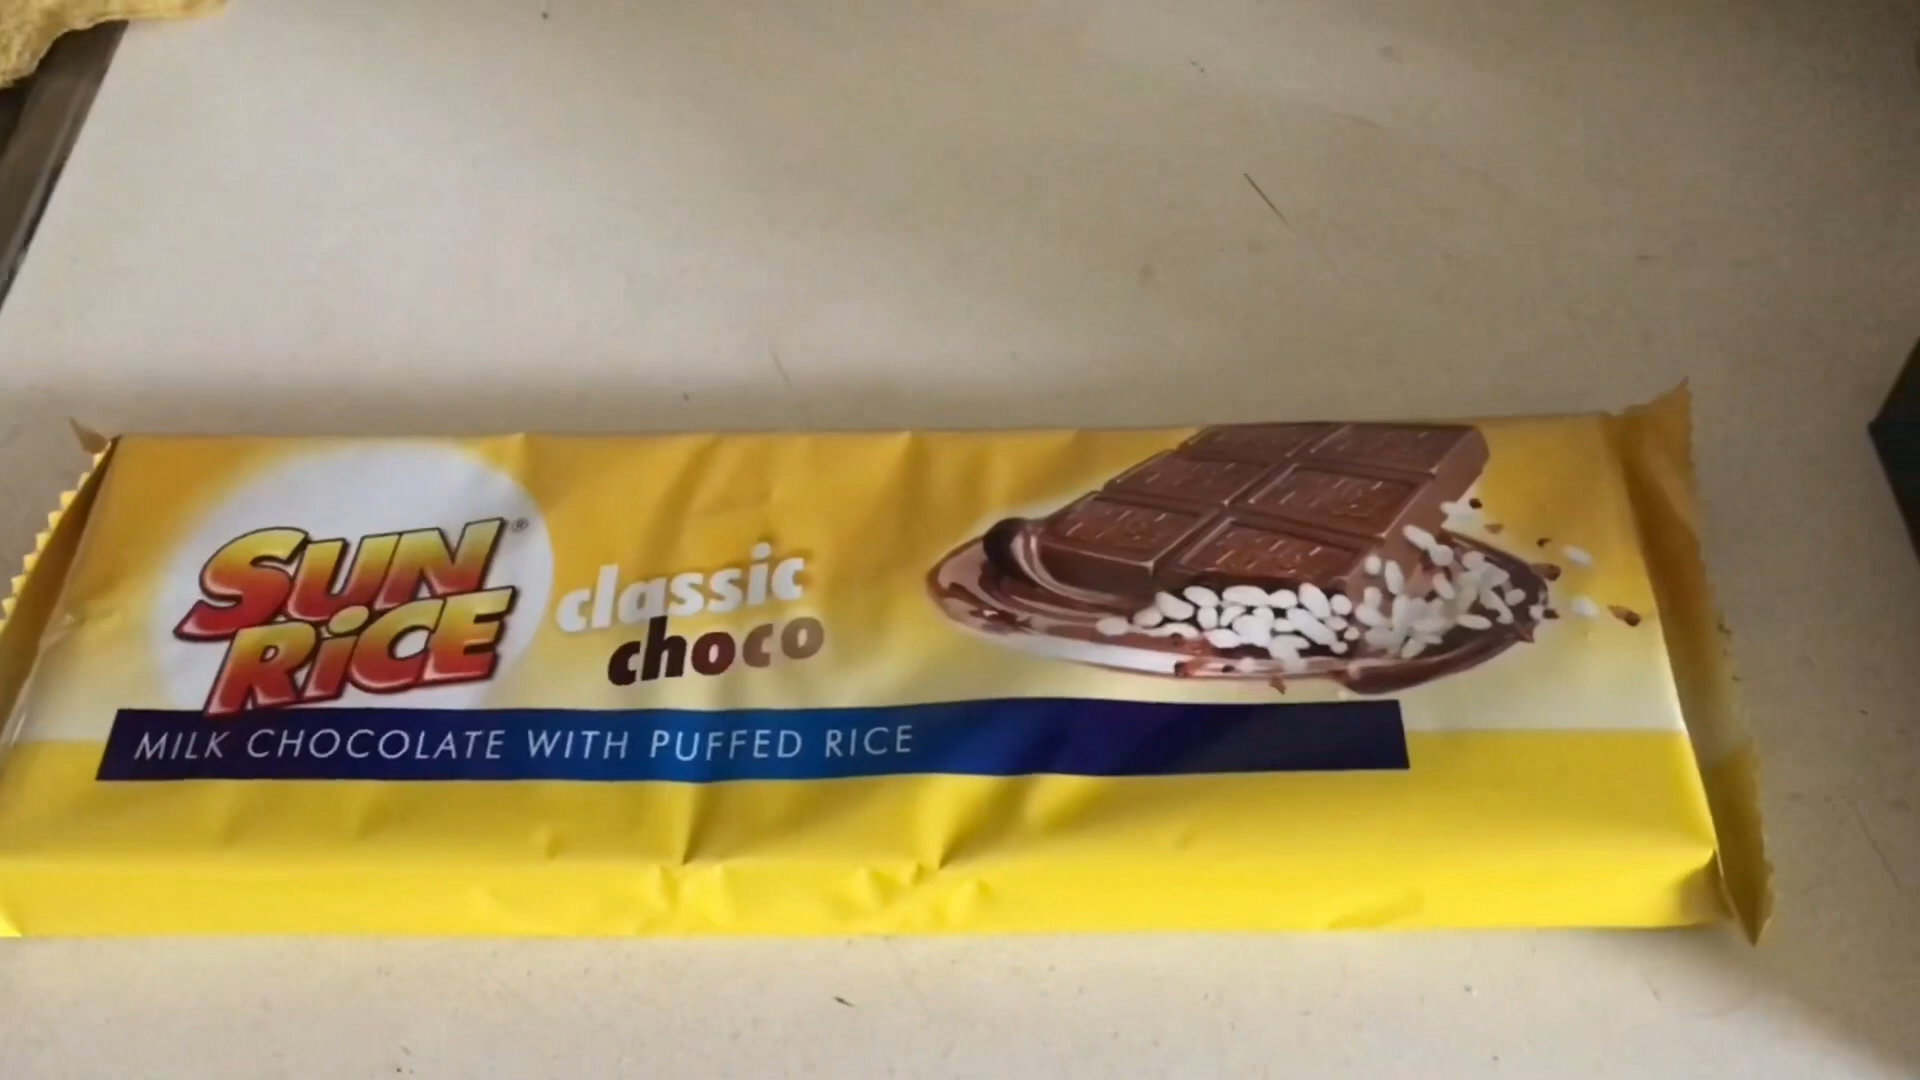 SUN
RiCE®
classic
choco
MILK CHOCOLATE WITH PUFFED RICE